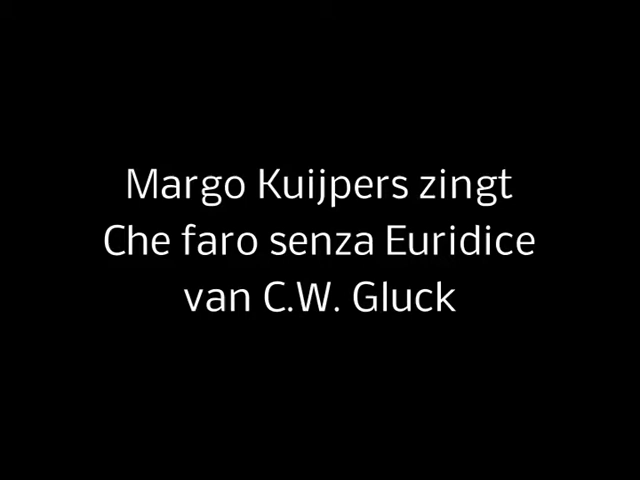 Margo Kuijpers zingt
Che faro senza Euridice
van C.W. Gluck